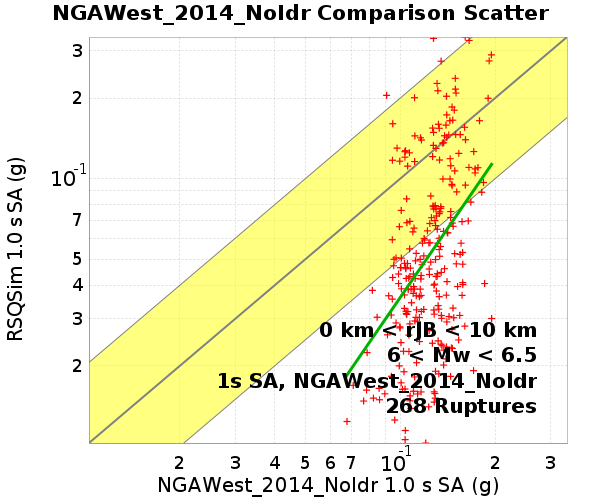 NGAWest_2014_NoIdr Comparison Scatter
RSQSim 1.0 s SA (g)
3
2
10-1
7
5
4
3
2
0 km < rJB < 10 km
6 < Mw < 6.5
1s SA, NGAWest_2014_NoIdr
268 Ruptures
2 3 4 5 6 7 10-1 2 3
NGAWest_2014_NoIdr 1.0 s SA (g)